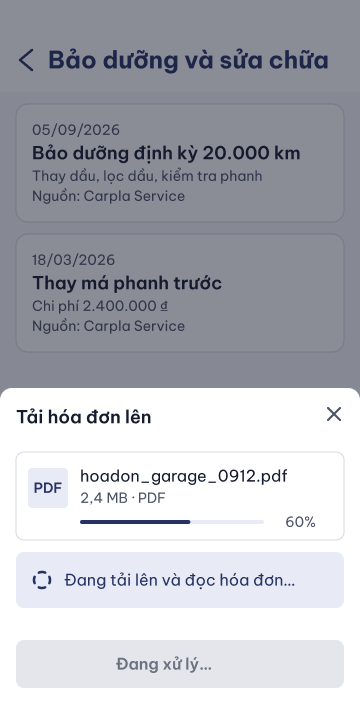 Bảo dưỡng và sửa chữa
05/09/2026
Bảo dưỡng định kỳ 20.000 km
Thay dầu, lọc dầu, kiểm tra phanh
Nguồn: Carpla Service
18/03/2026
Thay má phanh trước
Chi phí 2.400.000 ₫
Nguồn: Carpla Service
Tải hóa đơn lên
PDF
hoadon_garage_0912.pdf
2,4 MB · PDF
60%
Đang tải lên và đọc hóa đơn...
Đang xử lý...